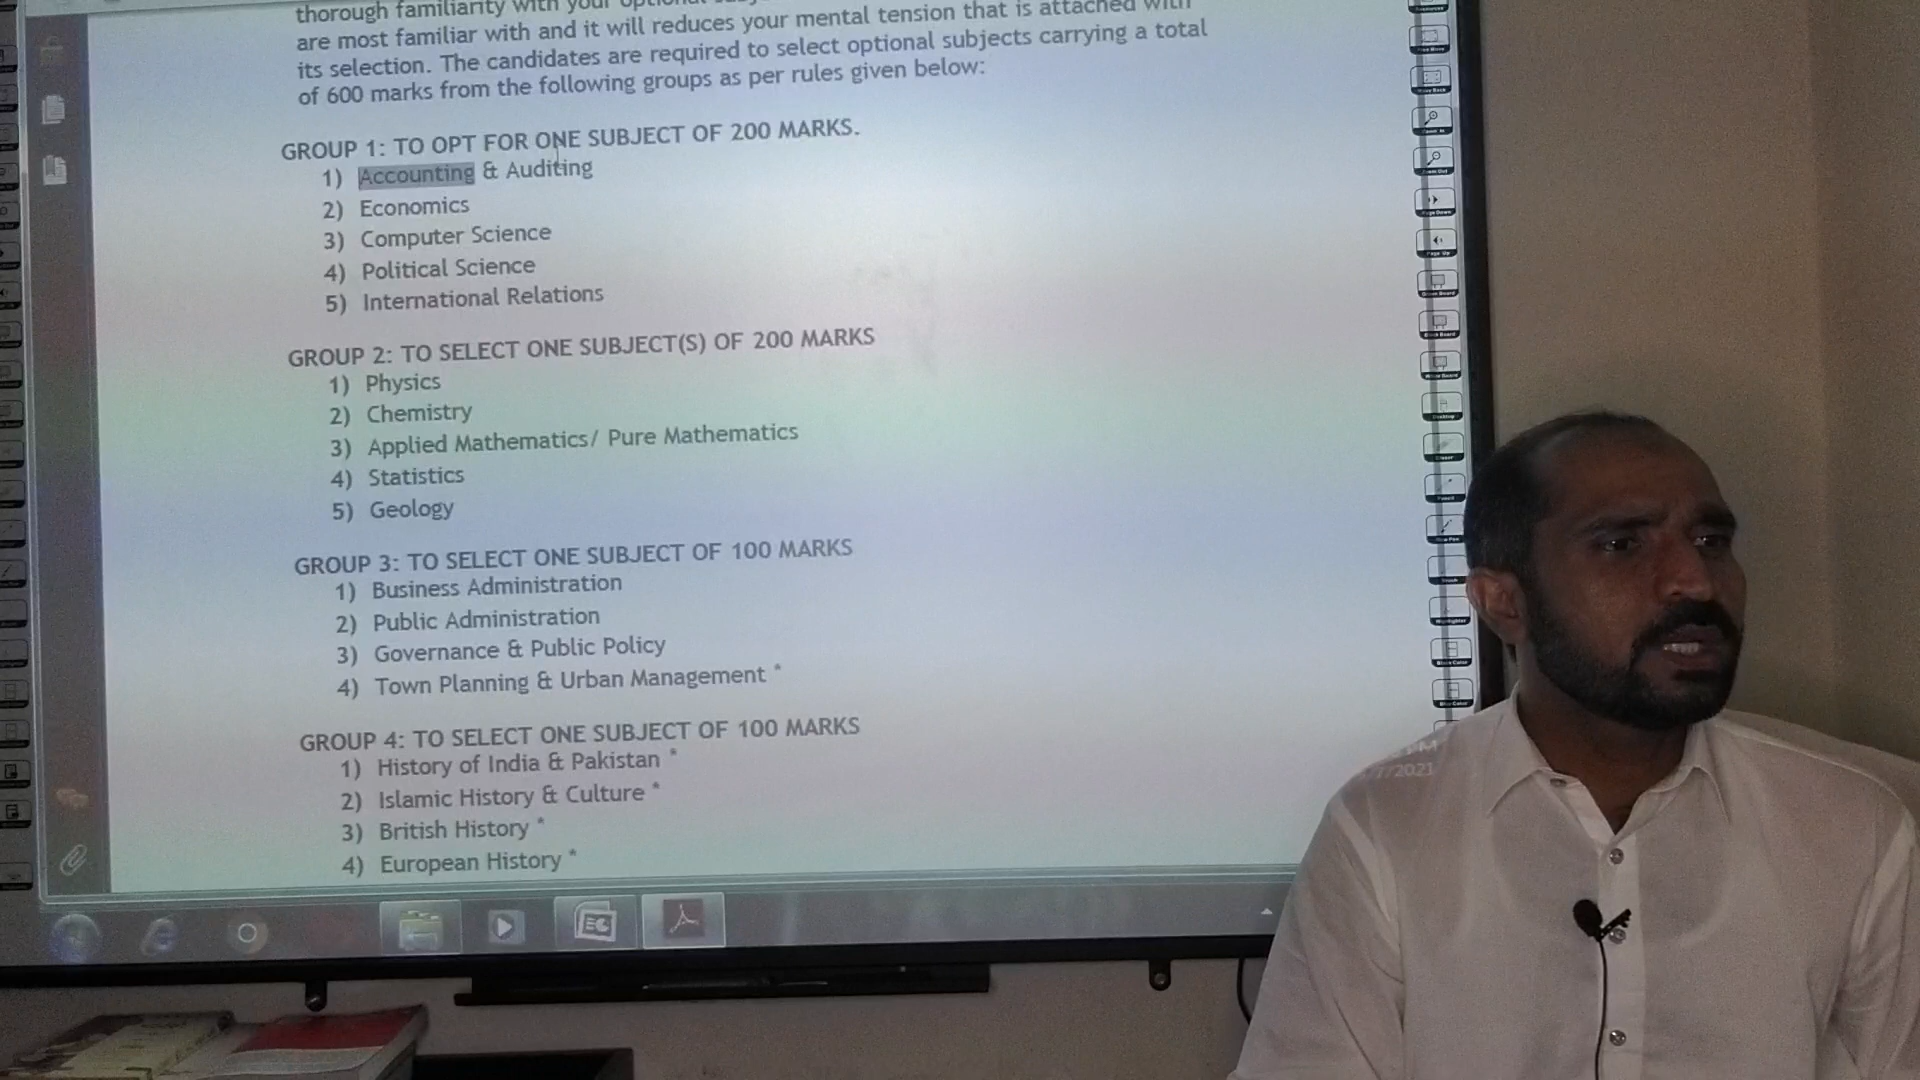 thorough familiarity with your optional
are most familiar with and it will reduces your mental tension that is attached with
its selection. The candidates are required to select optional subjects carrying a total
of 600 marks from the following groups as per rules given below:
GROUP 1: TO OPT FOR ONE SUBJECT OF 200 MARKS.
1) Accounting & Auditing
2) Economics
3) Computer Science
4) Political Science
5) International Relations
GROUP 2: TO SELECT ONE SUBJECT(S) OF 200 MARKS
1) Physics
2) Chemistry
3) Applied Mathematics/ Pure Mathematics
4) Statistics
5) Geology
GROUP 3: TO SELECT ONE SUBJECT OF 100 MARKS
1) Business Administration
2) Public Administration
3) Governance & Public Policy
4) Town Planning & Urban Management *
GROUP 4: TO SELECT ONE SUBJECT OF 100 MARKS
1) History of India & Pakistan *
2) Islamic History & Culture *
3) British History *
4) European History *
PM
7/2021